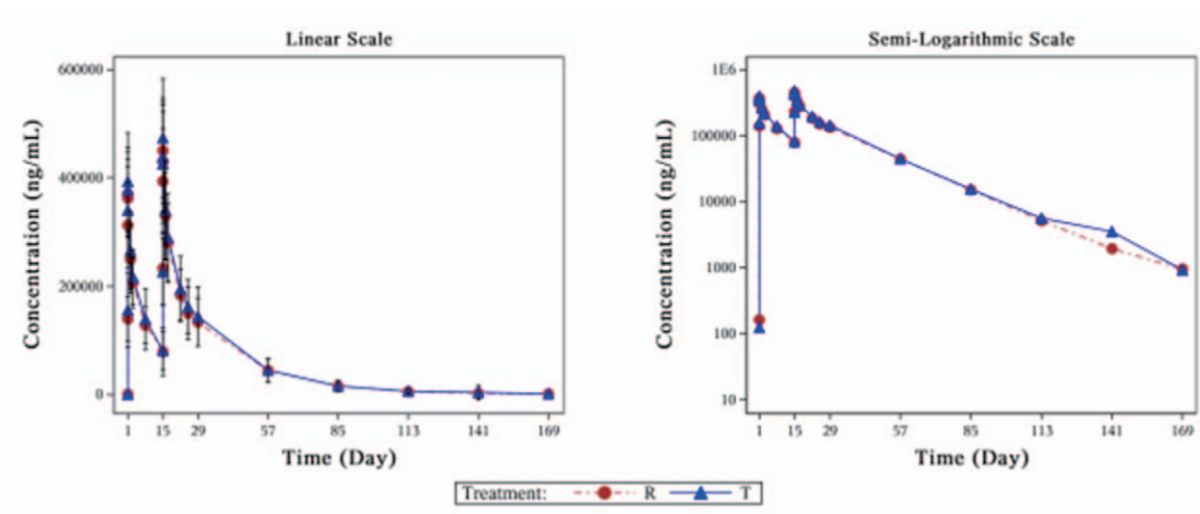 Linear Scale
600000
400000
200000
0
Concentration (ng/mL)
1 15 29 57 85 113 141 169
Time (Day)
Semi-Logarithmic Scale
1E6
100000
10000
1000
100
10
Concentration (ng/mL)
1 15 29 57 85 113 141 169
Time (Day)
Treatment: R T